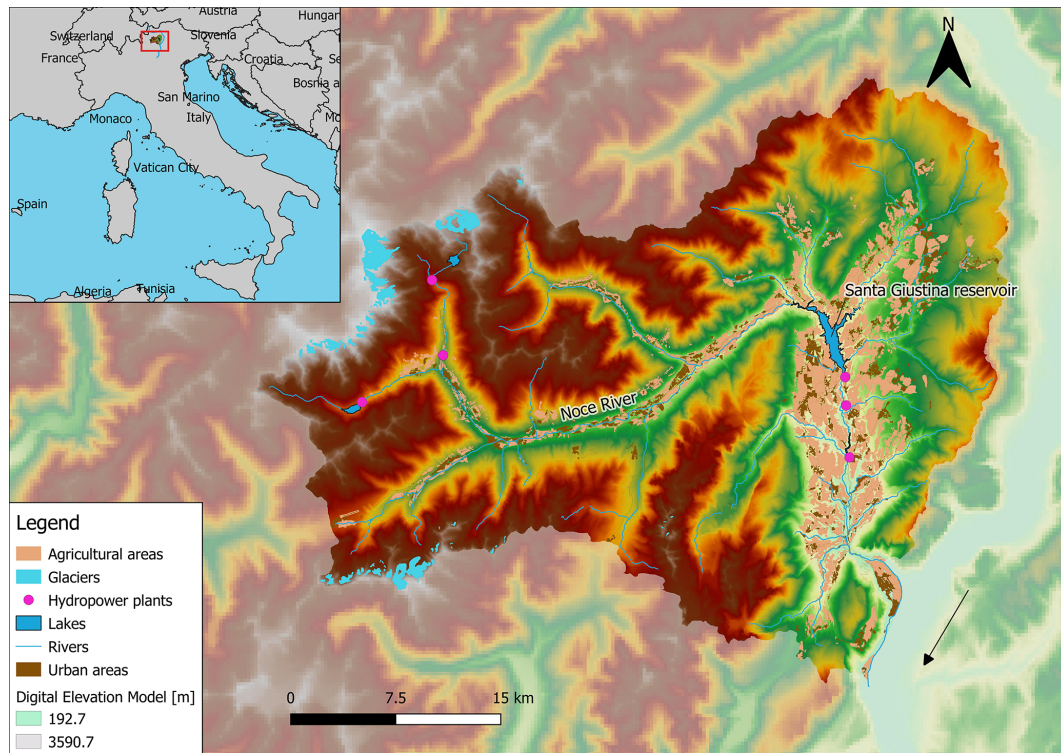 Austria
Hungar
Switzerland
Slovenia
France
Croatia
Se
Bosnia a
San Marino
Monaco
Italy
Mo
Vatican City
Spain
Algeria
Tunisia
N
Santa Giustina reservoir
Noce River
Legend
Agricultural areas
Glaciers
Hydropower plants
Lakes
Rivers
Urban areas
Digital Elevation Model [m]
192.7
3590.7
0 7.5 15 km